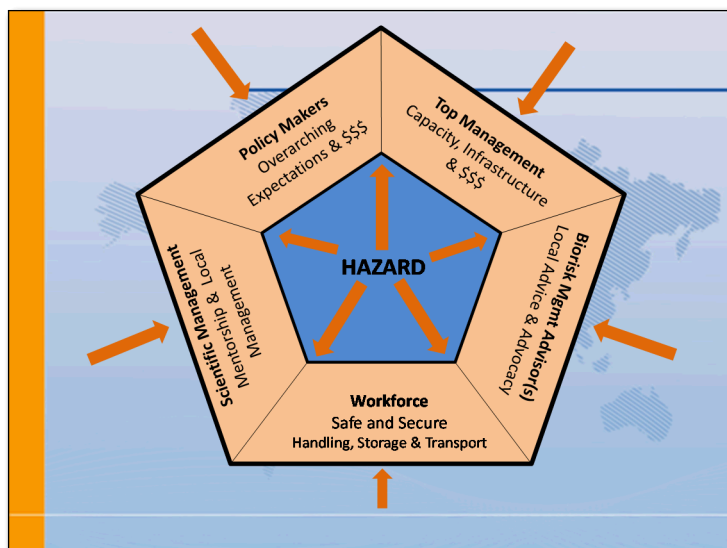 Policy Makers
Overarching
Expectations & $$$
Top Management
Capacity, Infrastructure
& $$$
Scientific Management
Mentorship & Local
Management
HAZARD
Biorisk Mgmt Advisor(s)
Local Advice & Advocacy
Workforce
Safe and Secure
Handling, Storage & Transport